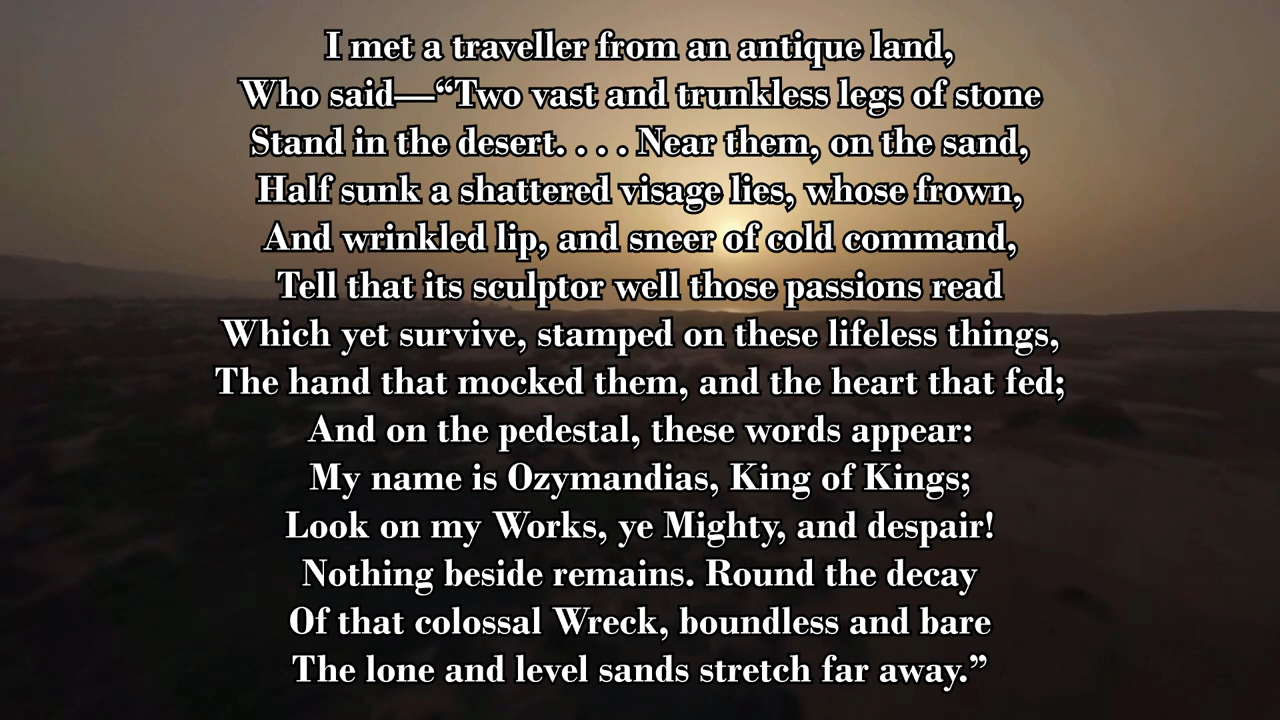 I met a traveller from an antique land,
Who said—“Two vast and trunkless legs of stone
Stand in the desert. . . . Near them, on the sand,
Half sunk a shattered visage lies, whose frown,
And wrinkled lip, and sneer of cold command,
Tell that its sculptor well those passions read
Which yet survive, stamped on these lifeless things,
The hand that mocked them, and the heart that fed;
And on the pedestal, these words appear:
My name is Ozymandias, King of Kings;
Look on my Works, ye Mighty, and despair!
Nothing beside remains. Round the decay
Of that colossal Wreck, boundless and bare
The lone and level sands stretch far away.”